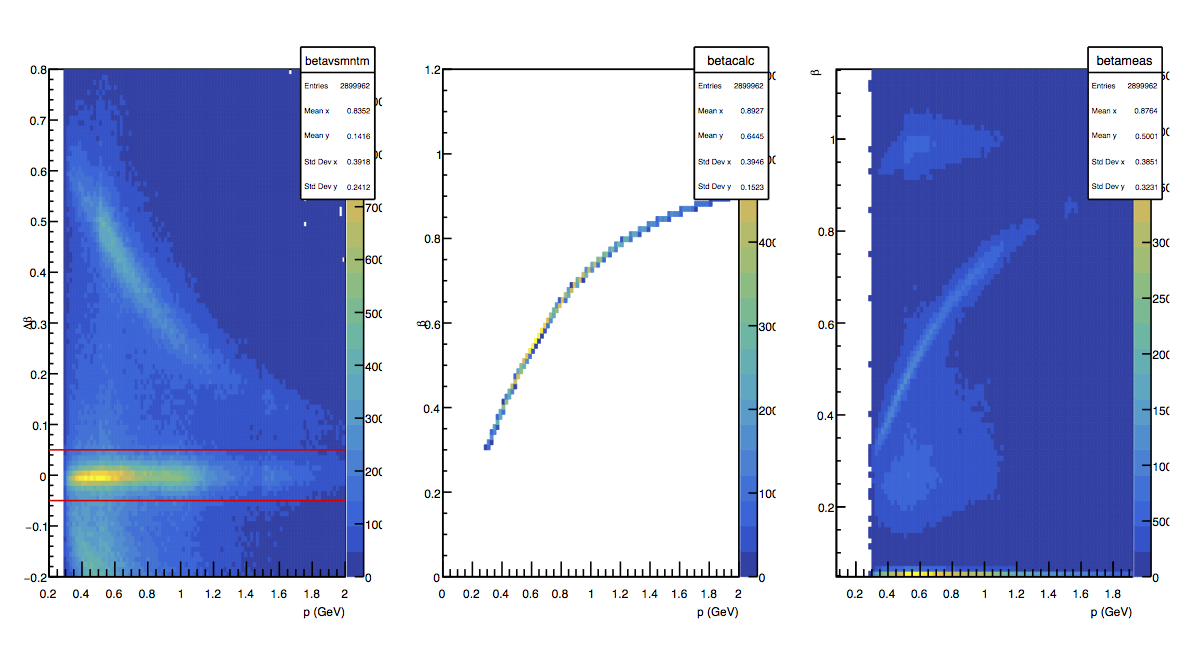 betavsmntm
Entries 2899962
Mean x 0.8352
Mean y 0.1416
Std Dev x 0.3918
Std Dev y 0.2412
0.8
0.7
0.6
0.5
0.4
0.3
0.2
0.1
0
−0.1
−0.2
Δβ
0.2 0.4 0.6 0.8 1 1.2 1.4 1.6 1.8 2
p (GeV)
700
600
500
400
300
200
100
0
betacalc
Entries 2899962
Mean x 0.8927
Mean y 0.6445
Std Dev x 0.3946
Std Dev y 0.1523
1.2
1
0.8
0.6
0.4
0.2
0
β
0 0.2 0.4 0.6 0.8 1 1.2 1.4 1.6 1.8 2
p (GeV)
400
300
200
100
0
betameas
Entries 2899962
Mean x 0.8764
Mean y 0.5001
Std Dev x 0.3851
Std Dev y 0.3231
β
1
0.8
0.6
0.4
0.2
0.2 0.4 0.6 0.8 1 1.2 1.4 1.6 1.8
p (GeV)
300
250
200
150
100
500
0